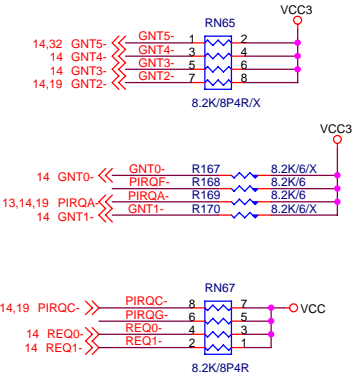 RN65
VCC3
14,32 GNT5- GNT5- 1 2
14 GNT4- GNT4- 3 4
14 GNT3- GNT3- 5 6
14,19 GNT2- GNT2- 7 8
8.2K/8P4R/X
VCC3
14 GNT0- GNT0- R167 8.2K/6/X
PIRQF- R168 8.2K/6
13,14,19 PIRQA- PIRQA- R169 8.2K/6
14 GNT1- GNT1- R170 8.2K/6/X
RN67
14,19 PIRQC- PIRQC- 8 7 VCC
PIRQG- 6 5
14 REQ0- REQ0- 4 3
14 REQ1- REQ1- 2 1
8.2K/8P4R